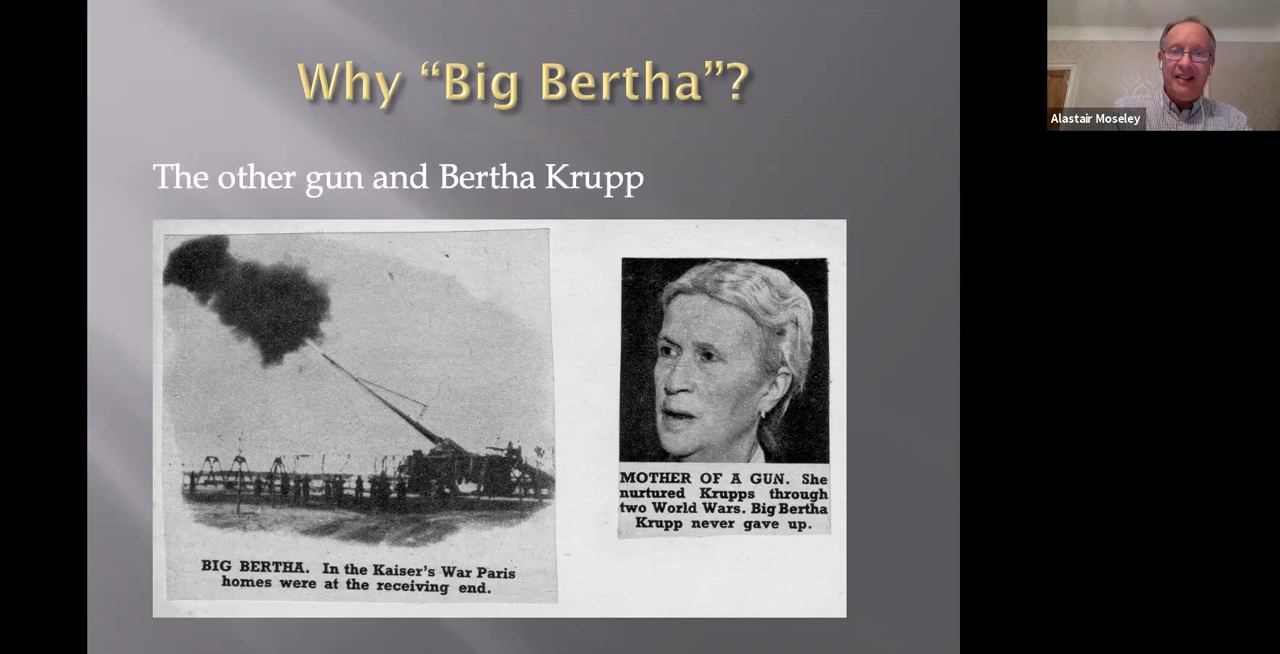 Why “Big Bertha”?
The other gun and Bertha Krupp
BIG BERTHA. In the Kaiser's War Paris
homes were at the receiving end.
MOTHER OF A GUN. She
nurtured Krupps through
two World Wars. Big Bertha
Krupp never gave up.
Alastair Moseley